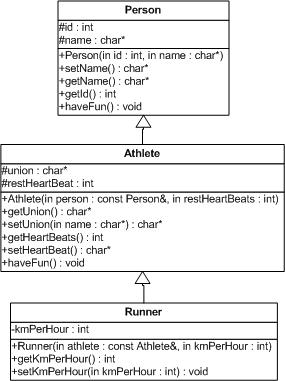 Person
#id : int
#name : char*
+Person(in id : int, in name : char*)
+setName() : char*
+getName() : char*
+getId() : int
+haveFun() : void
Athlete
#union : char*
#restHeartBeat : int
+Athlete(in person : const Person&, in restHeartBeats : int)
+getUnion() : char*
+setUnion(in name : char*) : char*
+getHeartBeats() : int
+setHeartBeat() : char*
+haveFun() : void
Runner
-kmPerHour : int
+Runner(in athlete : const Athlete&, in kmPerHour : int)
+getKmPerHour() : int
+setKmPerHour(in kmPerHour : int) : void